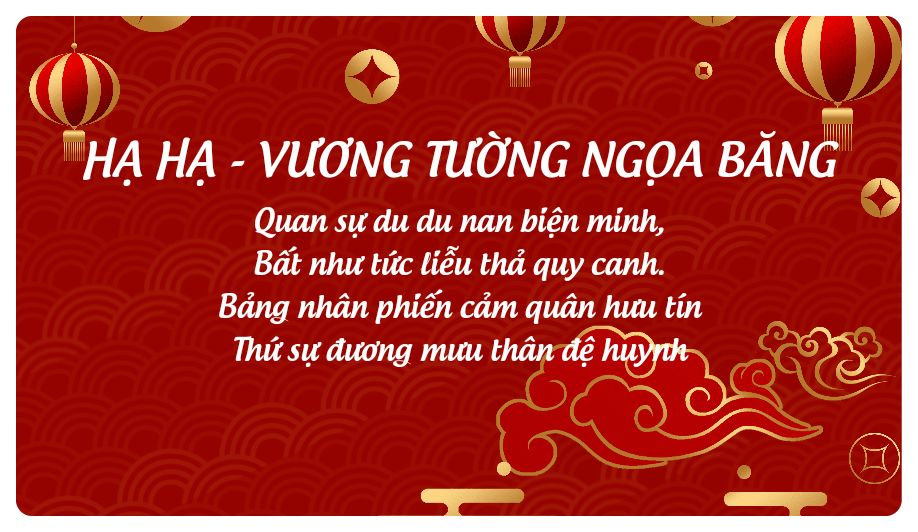 HẠ HẠ - VƯƠNG TƯỜNG NGỌA BĂNG
Quan sự du du nan biện minh,
Bất như tức liễu thả quy canh.
Bảng nhân phiến cảm quân hưu tín
Thứ sự đương mưu thân đệ huynh